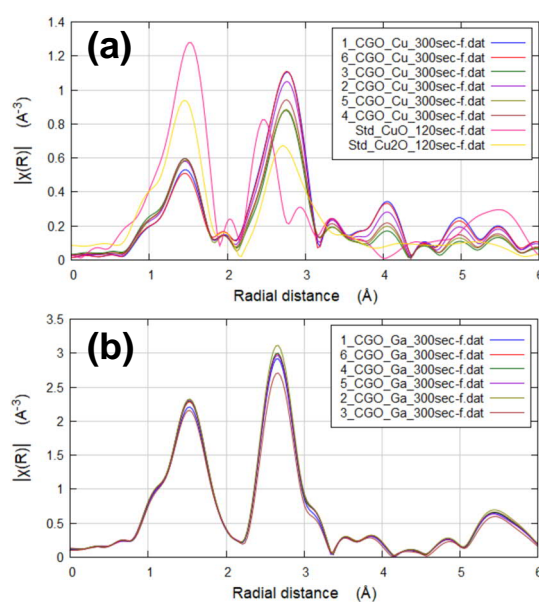 (a)
1.4
1.2
1
0.8
0.6
0.4
0.2
0
|χ(R)| (Å⁻³)
1_CGO_Cu_300sec-f.dat
6_CGO_Cu_300sec-f.dat
3_CGO_Cu_300sec-f.dat
2_CGO_Cu_300sec-f.dat
5_CGO_Cu_300sec-f.dat
4_CGO_Cu_300sec-f.dat
Std_CuO_120sec-f.dat
Std_Cu2O_120sec-f.dat
0 1 2 3 4 5 6
Radial distance (Å)
(b)
3.5
3
2.5
2
1.5
1
0.5
0
|χ(R)| (Å⁻³)
1_CGO_Ga_300sec-f.dat
6_CGO_Ga_300sec-f.dat
4_CGO_Ga_300sec-f.dat
5_CGO_Ga_300sec-f.dat
2_CGO_Ga_300sec-f.dat
3_CGO_Ga_300sec-f.dat
0 1 2 3 4 5 6
Radial distance (Å)